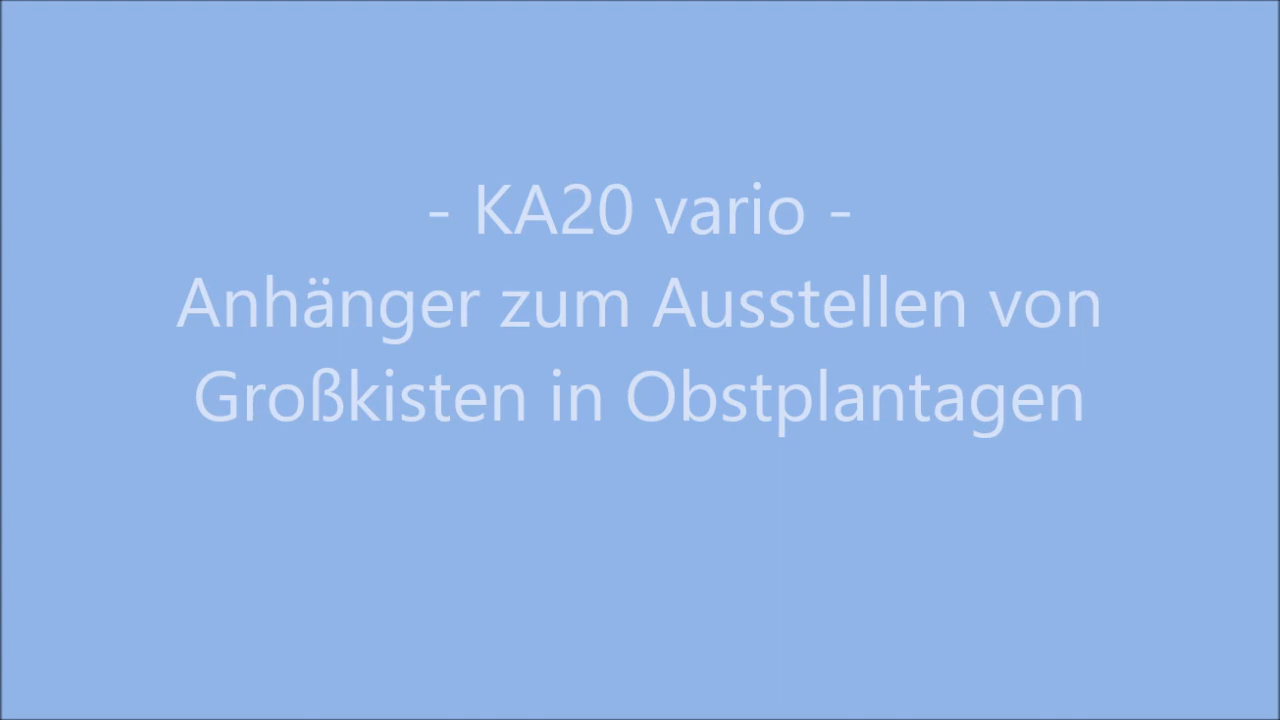 - KA20 vario -
Anhänger zum Ausstellen von
Großkisten in Obstplantagen